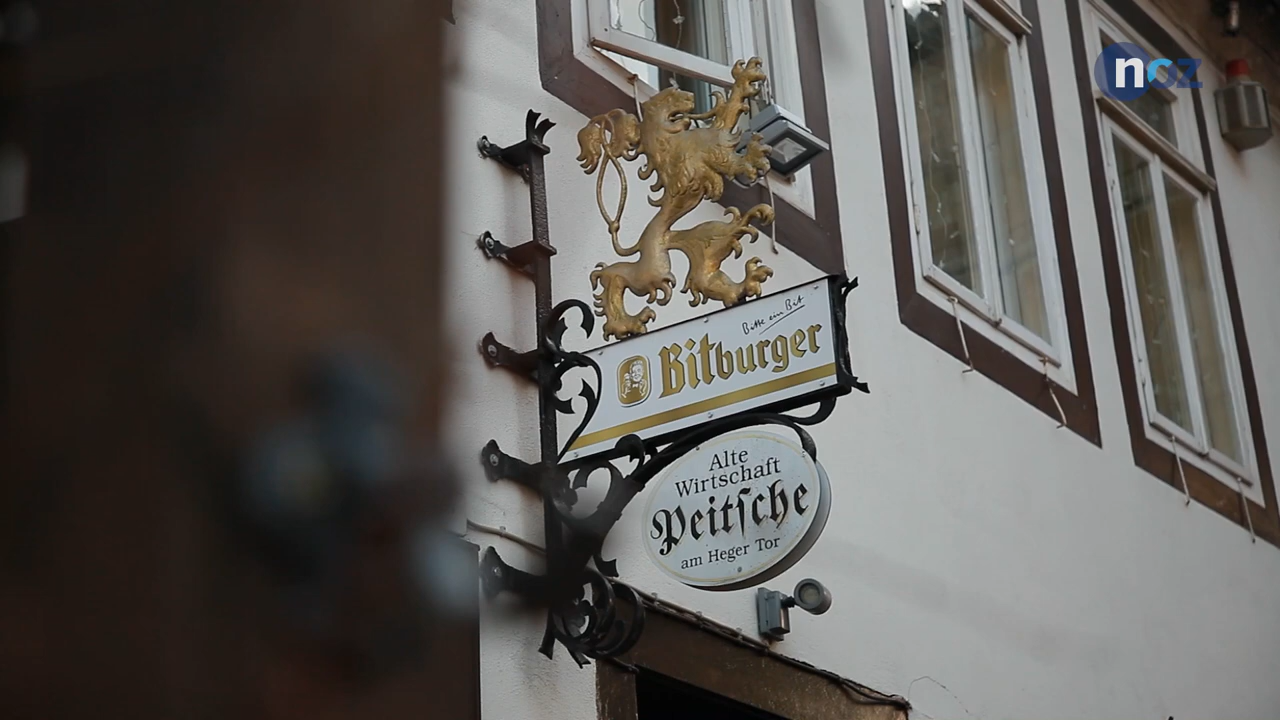 noz
Bitte ein Bit
Bitburger
Alte
Wirtschaft
Peitſche
am Heger Tor